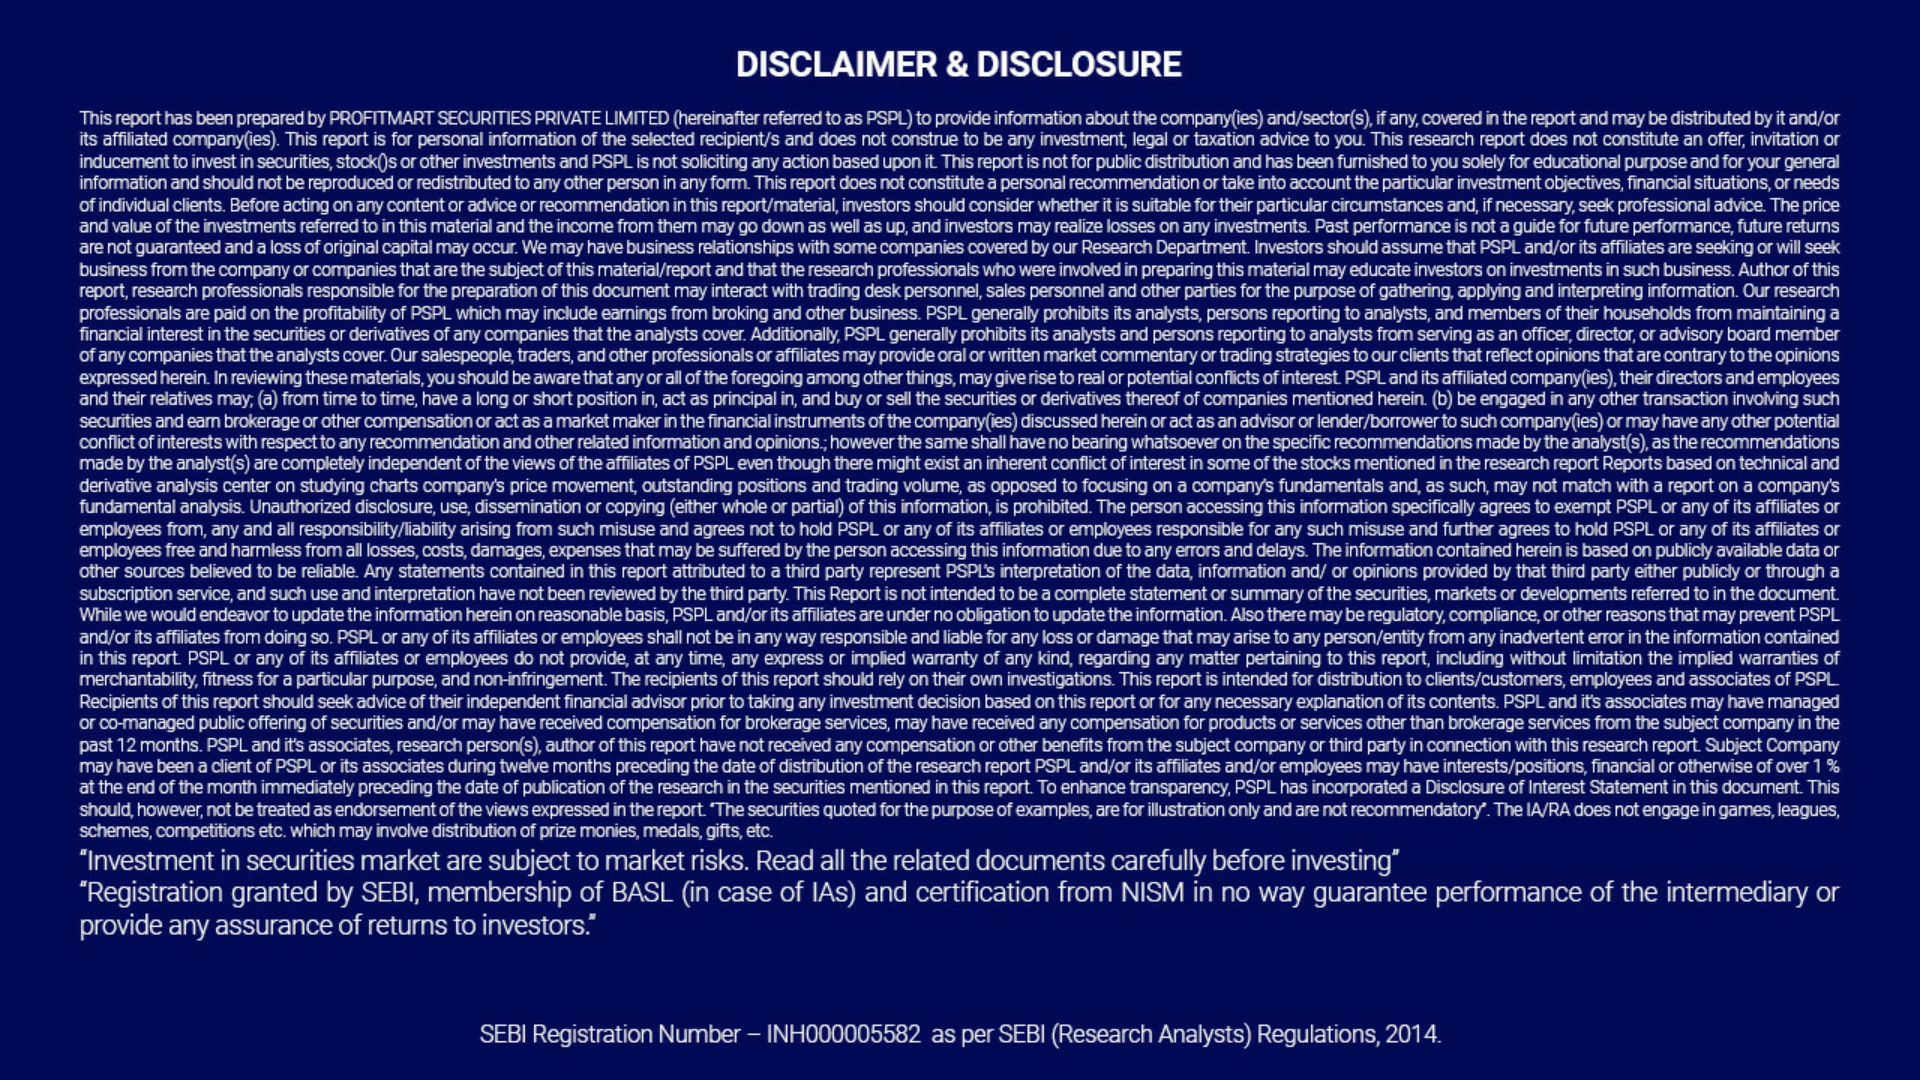 DISCLAIMER & DISCLOSURE
This report has been prepared by PROFITMART SECURITIES PRIVATE LIMITED (hereinafter referred to as PSPL) to provide information about the company(ies) and/sector(s), if any, covered in the report and may be distributed by it and/or
its affiliated company(ies). This report is for personal information of the selected recipient/s and does not construe to be any investment, legal or taxation advice to you. This research report does not constitute an offer, invitation or
inducement to invest in securities, stock()s or other investments and PSPL is not soliciting any action based upon it. This report is not for public distribution and has been furnished to you solely for educational purpose and for your general
information and should not be reproduced or redistributed to any other person in any form. This report does not constitute a personal recommendation or take into account the particular investment objectives, financial situations, or needs
of individual clients. Before acting on any content or advice or recommendation in this report/material, investors should consider whether it is suitable for their particular circumstances and, if necessary, seek professional advice. The price
and value of the investments referred to in this material and the income from them may go down as well as up, and investors may realize losses on any investments. Past performance is not a guide for future performance, future returns
are not guaranteed and a loss of original capital may occur. We may have business relationships with some companies covered by our Research Department. Investors should assume that PSPL and/or its affiliates are seeking or will seek
business from the company or companies that are the subject of this material/report and that the research professionals who were involved in preparing this material may educate investors on investments in such business. Author of this
report, research professionals responsible for the preparation of this document may interact with trading desk personnel, sales personnel and other parties for the purpose of gathering, applying and interpreting information. Our research
professionals are paid on the profitability of PSPL which may include earnings from broking and other business. PSPL generally prohibits its analysts, persons reporting to analysts, and members of their households from maintaining a
financial interest in the securities or derivatives of any companies that the analysts cover. Additionally, PSPL generally prohibits its analysts and persons reporting to analysts from serving as an officer, director, or advisory board member
of any companies that the analysts cover. Our salespeople, traders, and other professionals or affiliates may provide oral or written market commentary or trading strategies to our clients that reflect opinions that are contrary to the opinions
expressed herein. In reviewing these materials, you should be aware that any or all of the foregoing among other things, may give rise to real or potential conflicts of interest. PSPL and its affiliated company(ies), their directors and employees
and their relatives may; (a) from time to time, have a long or short position in, act as principal in, and buy or sell the securities or derivatives thereof of companies mentioned herein. (b) be engaged in any other transaction involving such
securities and earn brokerage or other compensation or act as a market maker in the financial instruments of the company(ies) discussed herein or act as an advisor or lender/borrower to such company(ies) or may have any other potential
conflict of interests with respect to any recommendation and other related information and opinions.; however the same shall have no bearing whatsoever on the specific recommendations made by the analyst(s), as the recommendations
made by the analyst(s) are completely independent of the views of the affiliates of PSPL even though there might exist an inherent conflict of interest in some of the stocks mentioned in the research report Reports based on technical and
derivative analysis center on studying charts company's price movement, outstanding positions and trading volume, as opposed to focusing on a company's fundamentals and, as such, may not match with a report on a company's
fundamental analysis. Unauthorized disclosure, use, dissemination or copying (either whole or partial) of this information, is prohibited. The person accessing this information specifically agrees to exempt PSPL or any of its affiliates or
employees from, any and all responsibility/liability arising from such misuse and agrees not to hold PSPL or any of its affiliates or employees responsible for any such misuse and further agrees to hold PSPL or any of its affiliates or
employees free and harmless from all losses, costs, damages, expenses that may be suffered by the person accessing this information due to any errors and delays. The information contained herein is based on publicly available data or
other sources believed to be reliable. Any statements contained in this report attributed to a third party represent PSPL's interpretation of the data, information and/ or opinions provided by that third party either publicly or through a
subscription service, and such use and interpretation have not been reviewed by the third party. This Report is not intended to be a complete statement or summary of the securities, markets or developments referred to in the document.
While we would endeavor to update the information herein on reasonable basis, PSPL and/or its affiliates are under no obligation to update the information. Also there may be regulatory, compliance, or other reasons that may prevent PSPL
and/or its affiliates from doing so. PSPL or any of its affiliates or employees shall not be in any way responsible and liable for any loss or damage that may arise to any person/entity from any inadvertent error in the information contained
in this report. PSPL or any of its affiliates or employees do not provide, at any time, any express or implied warranty of any kind, regarding any matter pertaining to this report, including without limitation the implied warranties of
merchantability, fitness for a particular purpose, and non-infringement. The recipients of this report should rely on their own investigations. This report is intended for distribution to clients/customers, employees and associates of PSPL.
Recipients of this report should seek advice of their independent financial advisor prior to taking any investment decision based on this report or for any necessary explanation of its contents. PSPL and it's associates may have managed
or co-managed public offering of securities and/or may have received compensation for brokerage services, may have received any compensation for products or services other than brokerage services from the subject company in the
past 12 months. PSPL and it's associates, research person(s), author of this report have not received any compensation or other benefits from the subject company or third party in connection with this research report. Subject Company
may have been a client of PSPL or its associates during twelve months preceding the date of distribution of the research report PSPL and/or its affiliates and/or employees may have interests/positions, financial or otherwise of over 1 %
at the end of the month immediately preceding the date of publication of the research in the securities mentioned in this report. To enhance transparency, PSPL has incorporated a Disclosure of Interest Statement in this document. This
should, however, not be treated as endorsement of the views expressed in the report. "The securities quoted for the purpose of examples, are for illustration only and are not recommendatory". The IA/RA does not engage in games, leagues,
schemes, competitions etc. which may involve distribution of prize monies, medals, gifts, etc.
“Investment in securities market are subject to market risks. Read all the related documents carefully before investing”
“Registration granted by SEBI, membership of BASL (in case of IAs) and certification from NISM in no way guarantee performance of the intermediary or
provide any assurance of returns to investors.”
SEBI Registration Number – INH000005582 as per SEBI (Research Analysts) Regulations, 2014.